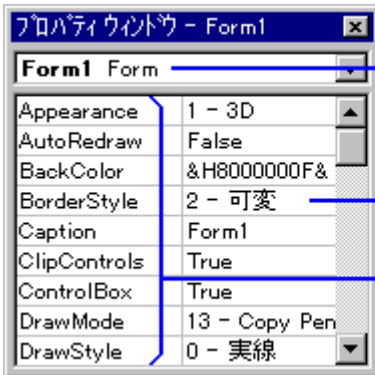 ﾌﾟﾛﾊﾟﾃｨ ｳｨﾝﾄﾞｳ - Form1
Form1 Form
Appearance 1 - 3D
AutoRedraw False
BackColor &H8000000F&
BorderStyle 2 - 可変
Caption Form1
ClipControls True
ControlBox True
DrawMode 13 - Copy Pen
DrawStyle 0 - 実線